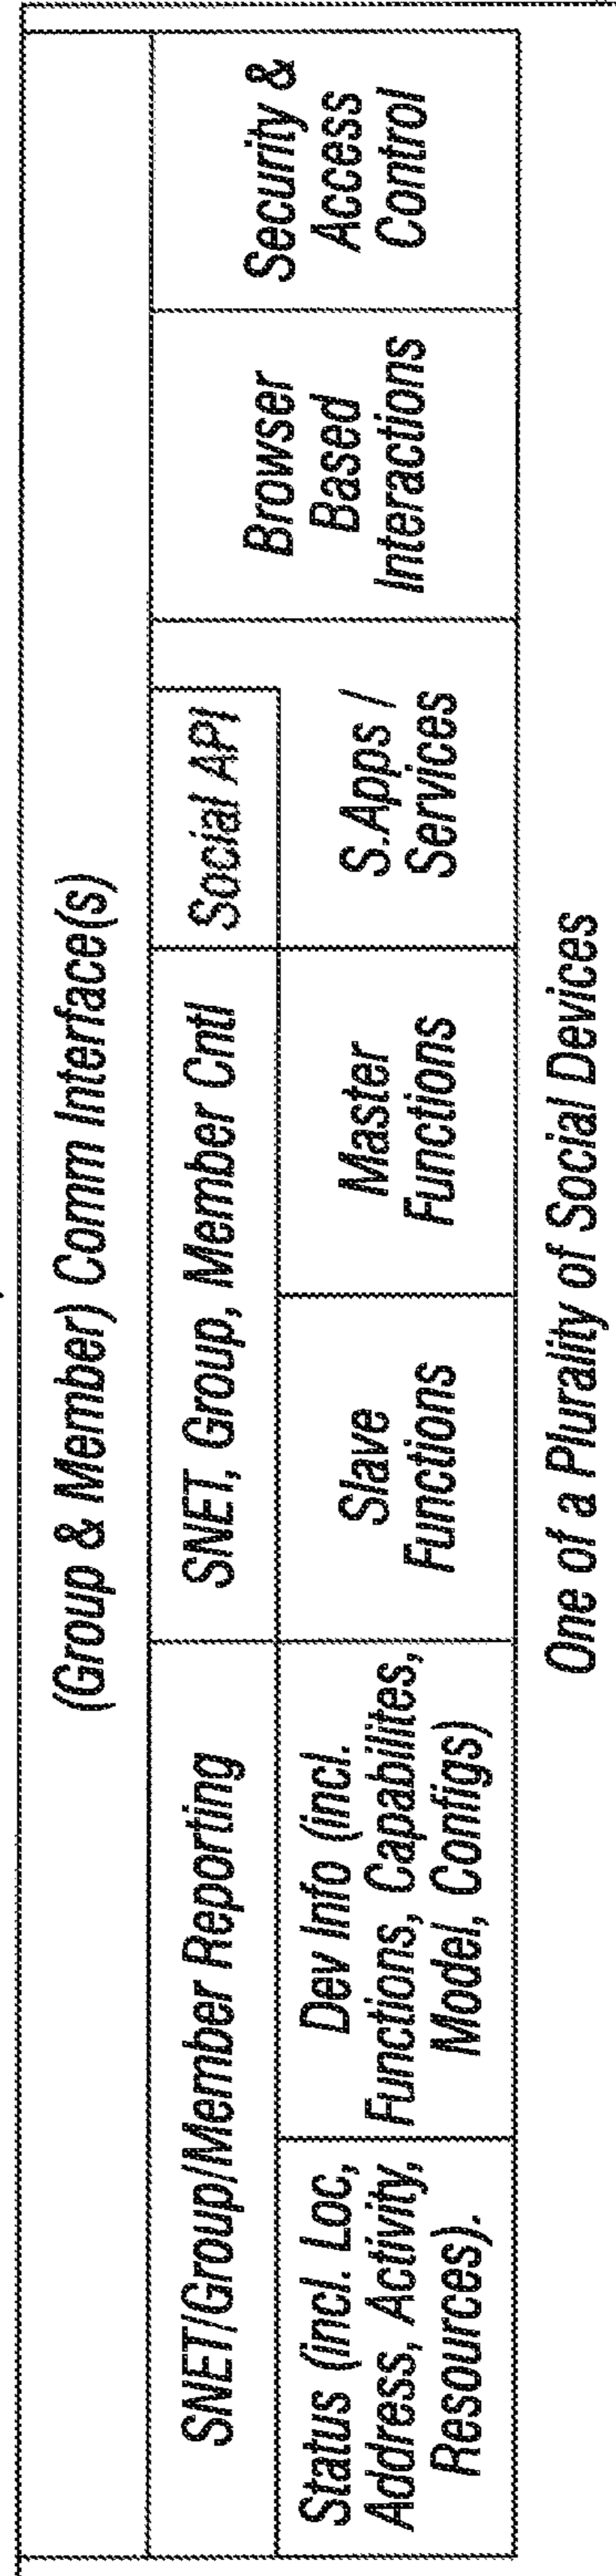 (Group & Member) Comm Interface(s)
SNET/Group/Member Reporting
SNET, Group, Member Cntl
Social API
Status (incl. Loc,
Address, Activity,
Resources).
Dev Info (incl.
Functions, Capabilites,
Model, Configs)
Slave
Functions
Master
Functions
S.Apps /
Services
Browser
Based
Interactions
Security &
Access
Control
One of a Plurality of Social Devices